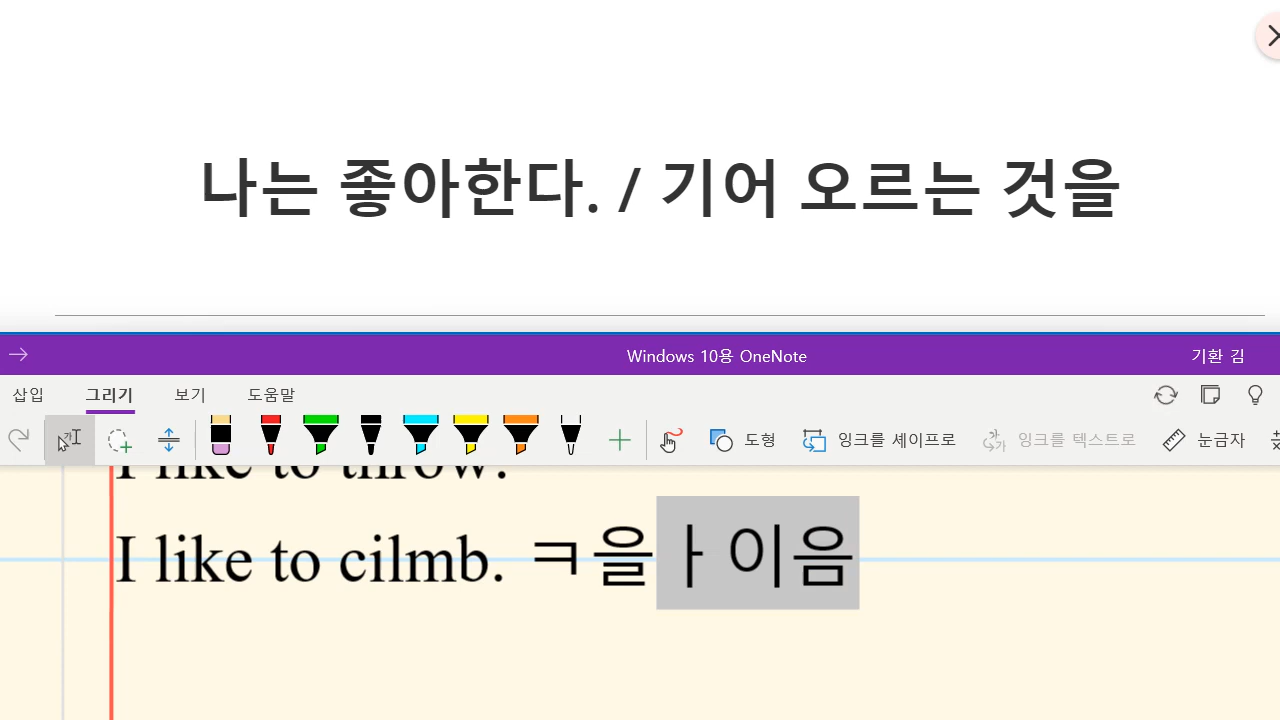 나는 좋아한다. / 기어 오르는 것을
Windows 10용 OneNote
기환 김
삽입 그리기 보기 도움말
도형 잉크를 셰이프로 잉크를 텍스트로 눈금자
I like to throw.
I like to cilmb. ㅋ을ㅏ이음